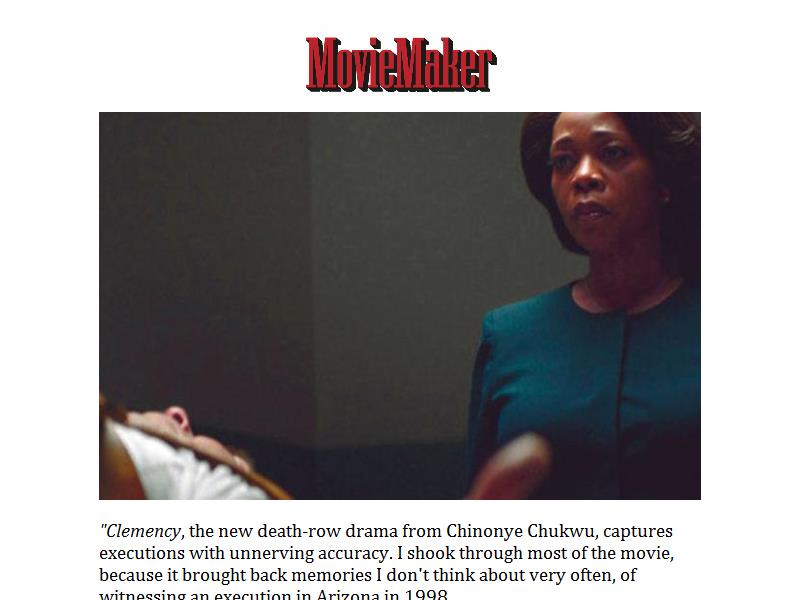 MovieMaker
"Clemency, the new death-row drama from Chinonye Chukwu, captures
executions with unnerving accuracy. I shook through most of the movie,
because it brought back memories I don't think about very often, of
witnessing an execution in Arizona in 1998